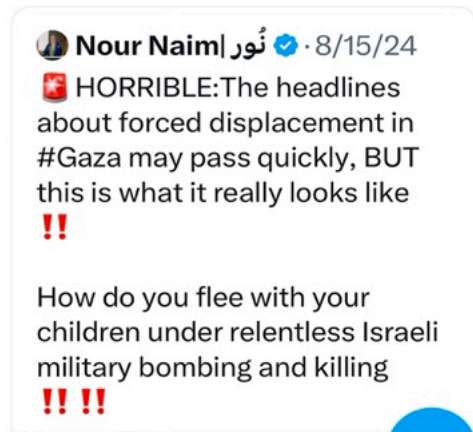 Nour Naim| نُور · 8/15/24
🚨 HORRIBLE:The headlines
about forced displacement in
#Gaza may pass quickly, BUT
this is what it really looks like
‼️
How do you flee with your
children under relentless Israeli
military bombing and killing
‼️ ‼️